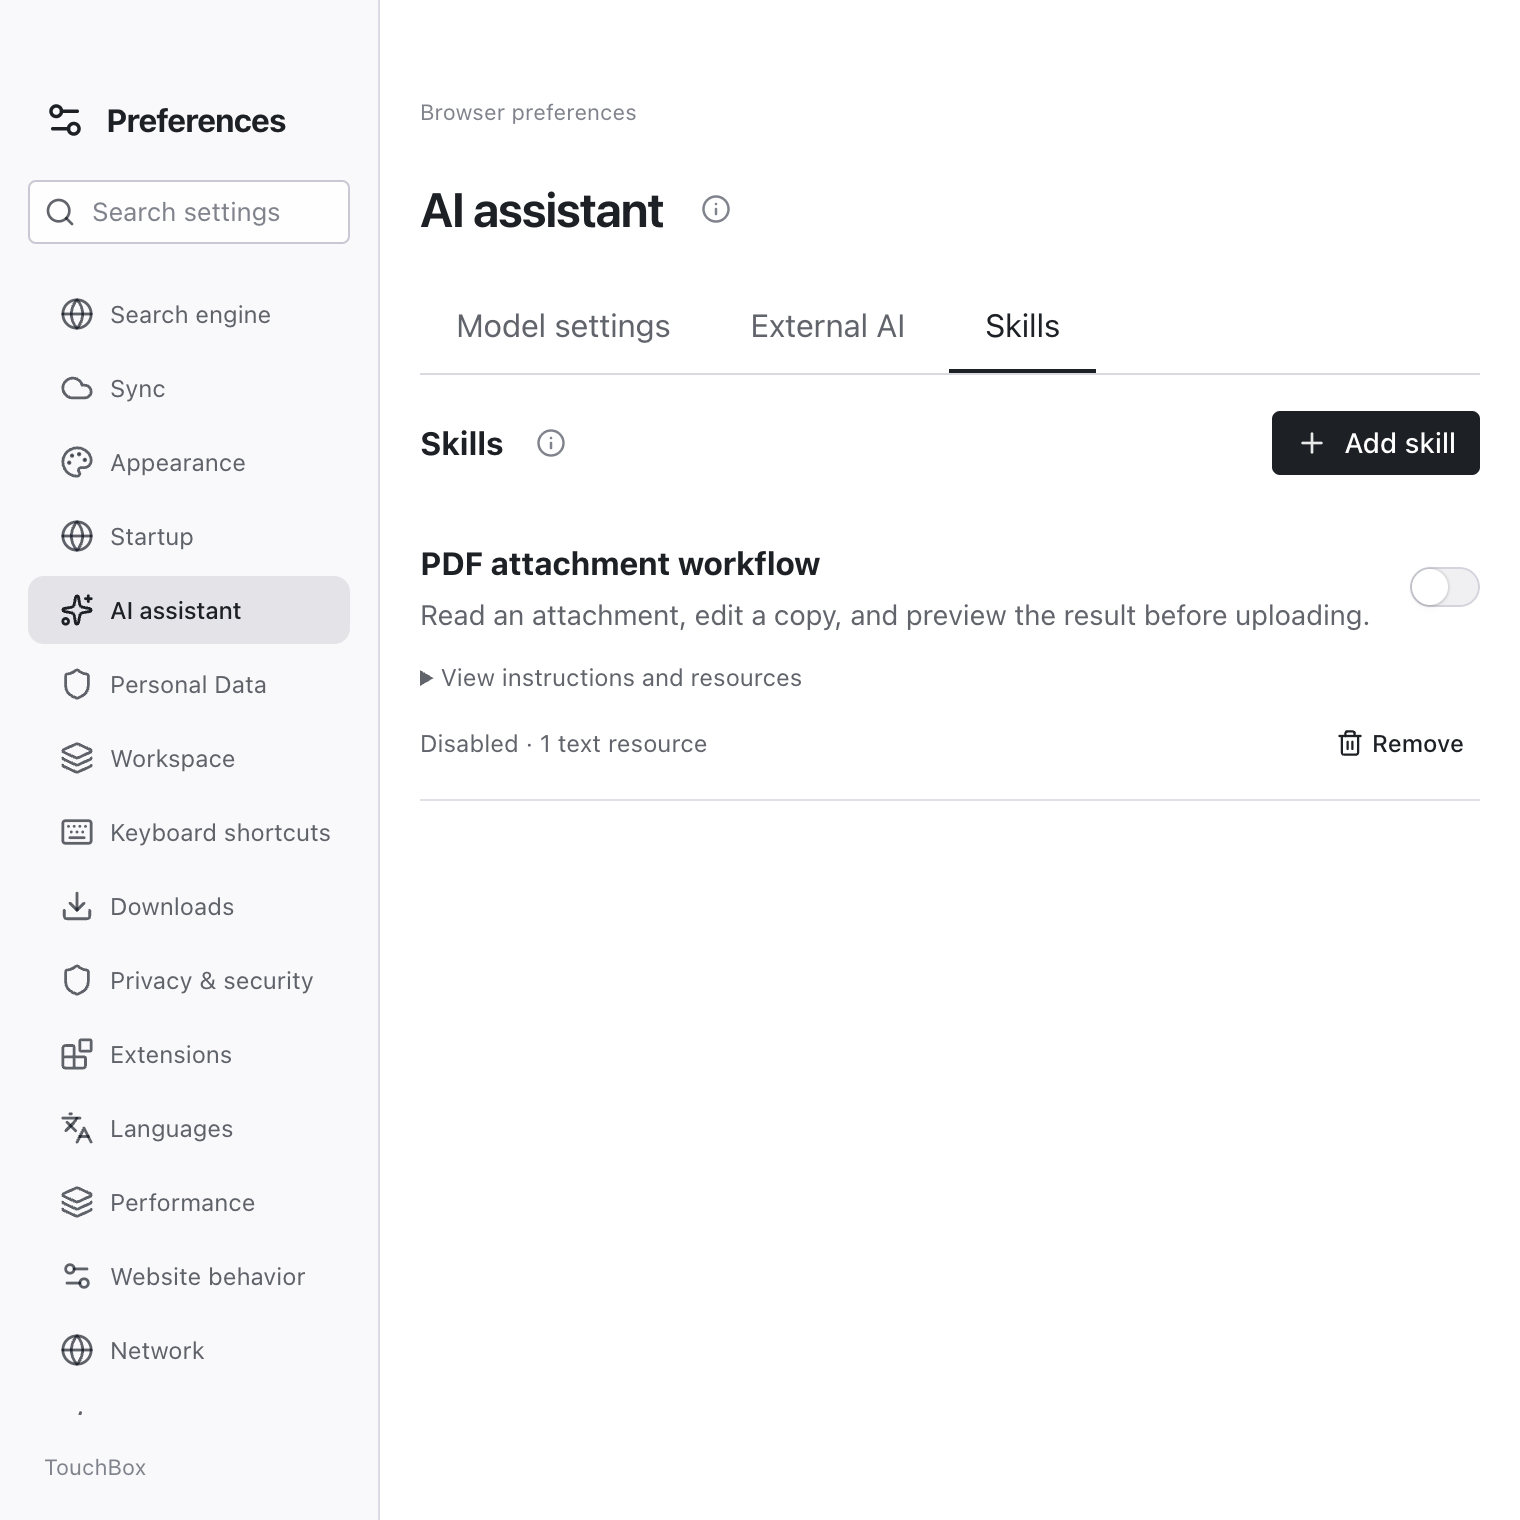 Preferences
Search settings
Search engine
Sync
Appearance
Startup
AI assistant
Personal Data
Workspace
Keyboard shortcuts
Downloads
Privacy & security
Extensions
Languages
Performance
Website behavior
Network
TouchBox
Browser preferences
AI assistant
Model settings
External AI
Skills
Skills
Add skill
PDF attachment workflow
Read an attachment, edit a copy, and preview the result before uploading.
View instructions and resources
Disabled · 1 text resource
Remove